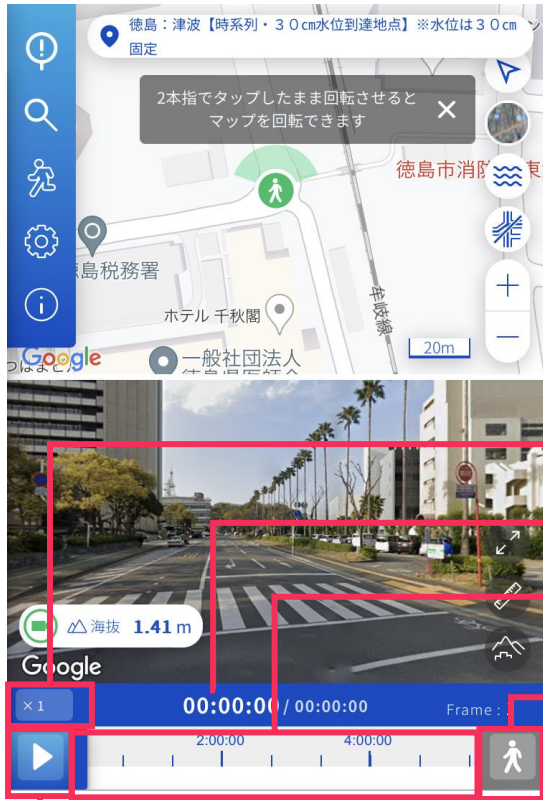 徳島：津波【時系列・３０㎝水位到達地点】※水位は３０㎝
固定
2本指でタップしたまま回転させると
マップを回転できます
徳島市消防
東
島税務署
ホテル 千秋閣
牟岐線
20m
Google
一般社団法人
海抜 1.41 m
Google
×1
00:00:00/ 00:00:00
Frame :
2:00:00
4:00:00